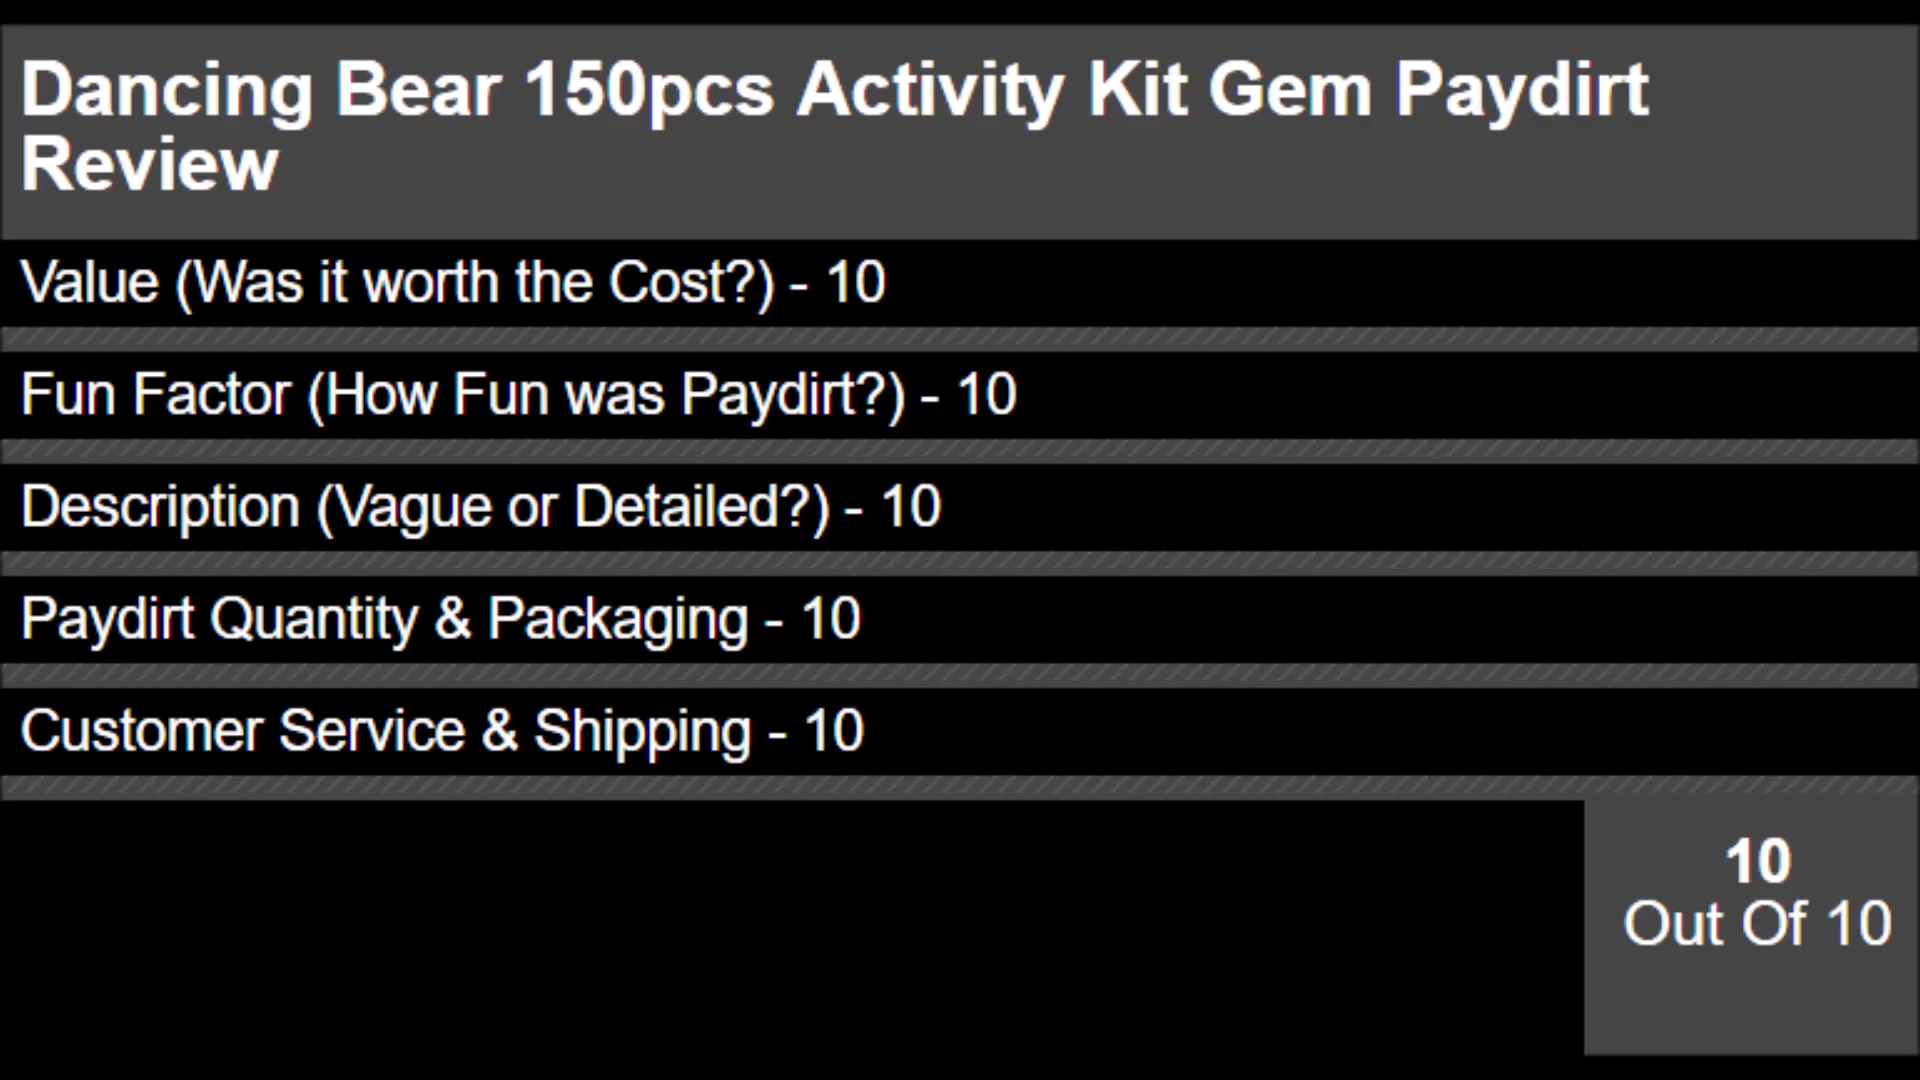 Dancing Bear 150pcs Activity Kit Gem Paydirt
Review
Value (Was it worth the Cost?) - 10
Fun Factor (How Fun was Paydirt?) - 10
Description (Vague or Detailed?) - 10
Paydirt Quantity & Packaging - 10
Customer Service & Shipping - 10
10
Out Of 10